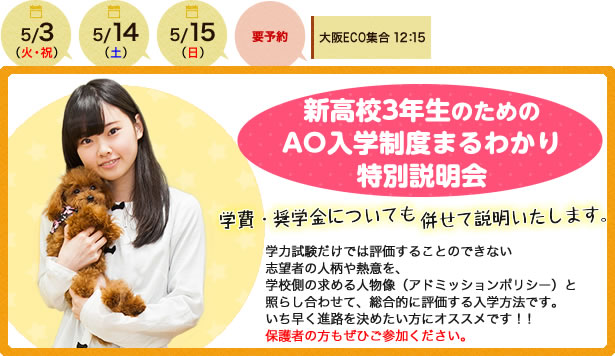 5/3
(火・祝)
5/14
(土)
5/15
(日)
要予約
大阪ECO集合 12:15
新高校3年生のための
AO入学制度まるわかり
特別説明会
学費・奨学金についても 併せて説明いたします。
学力試験だけでは評価することのできない
志望者の人柄や熱意を、
学校側の求める人物像（アドミッションポリシー）と
照らし合わせて、総合的に評価する入学方法です。
いち早く進路を決めたい方にオススメです！！
保護者の方もぜひご参加ください。